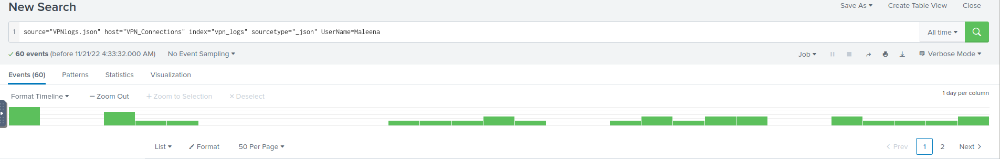 New Search
Save As Create Table View Close
1 source="VPNlogs.json" host="VPN_Connections" index="vpn_logs" sourcetype="_json" UserName=Maleena
All time
60 events (before 11/21/22 4:33:32.000 AM) No Event Sampling
Job Verbose Mode
Events (60) Patterns Statistics Visualization
Format Timeline — Zoom Out + Zoom to Selection × Deselect
1 day per column
List Format 50 Per Page
< Prev 1 2 Next >